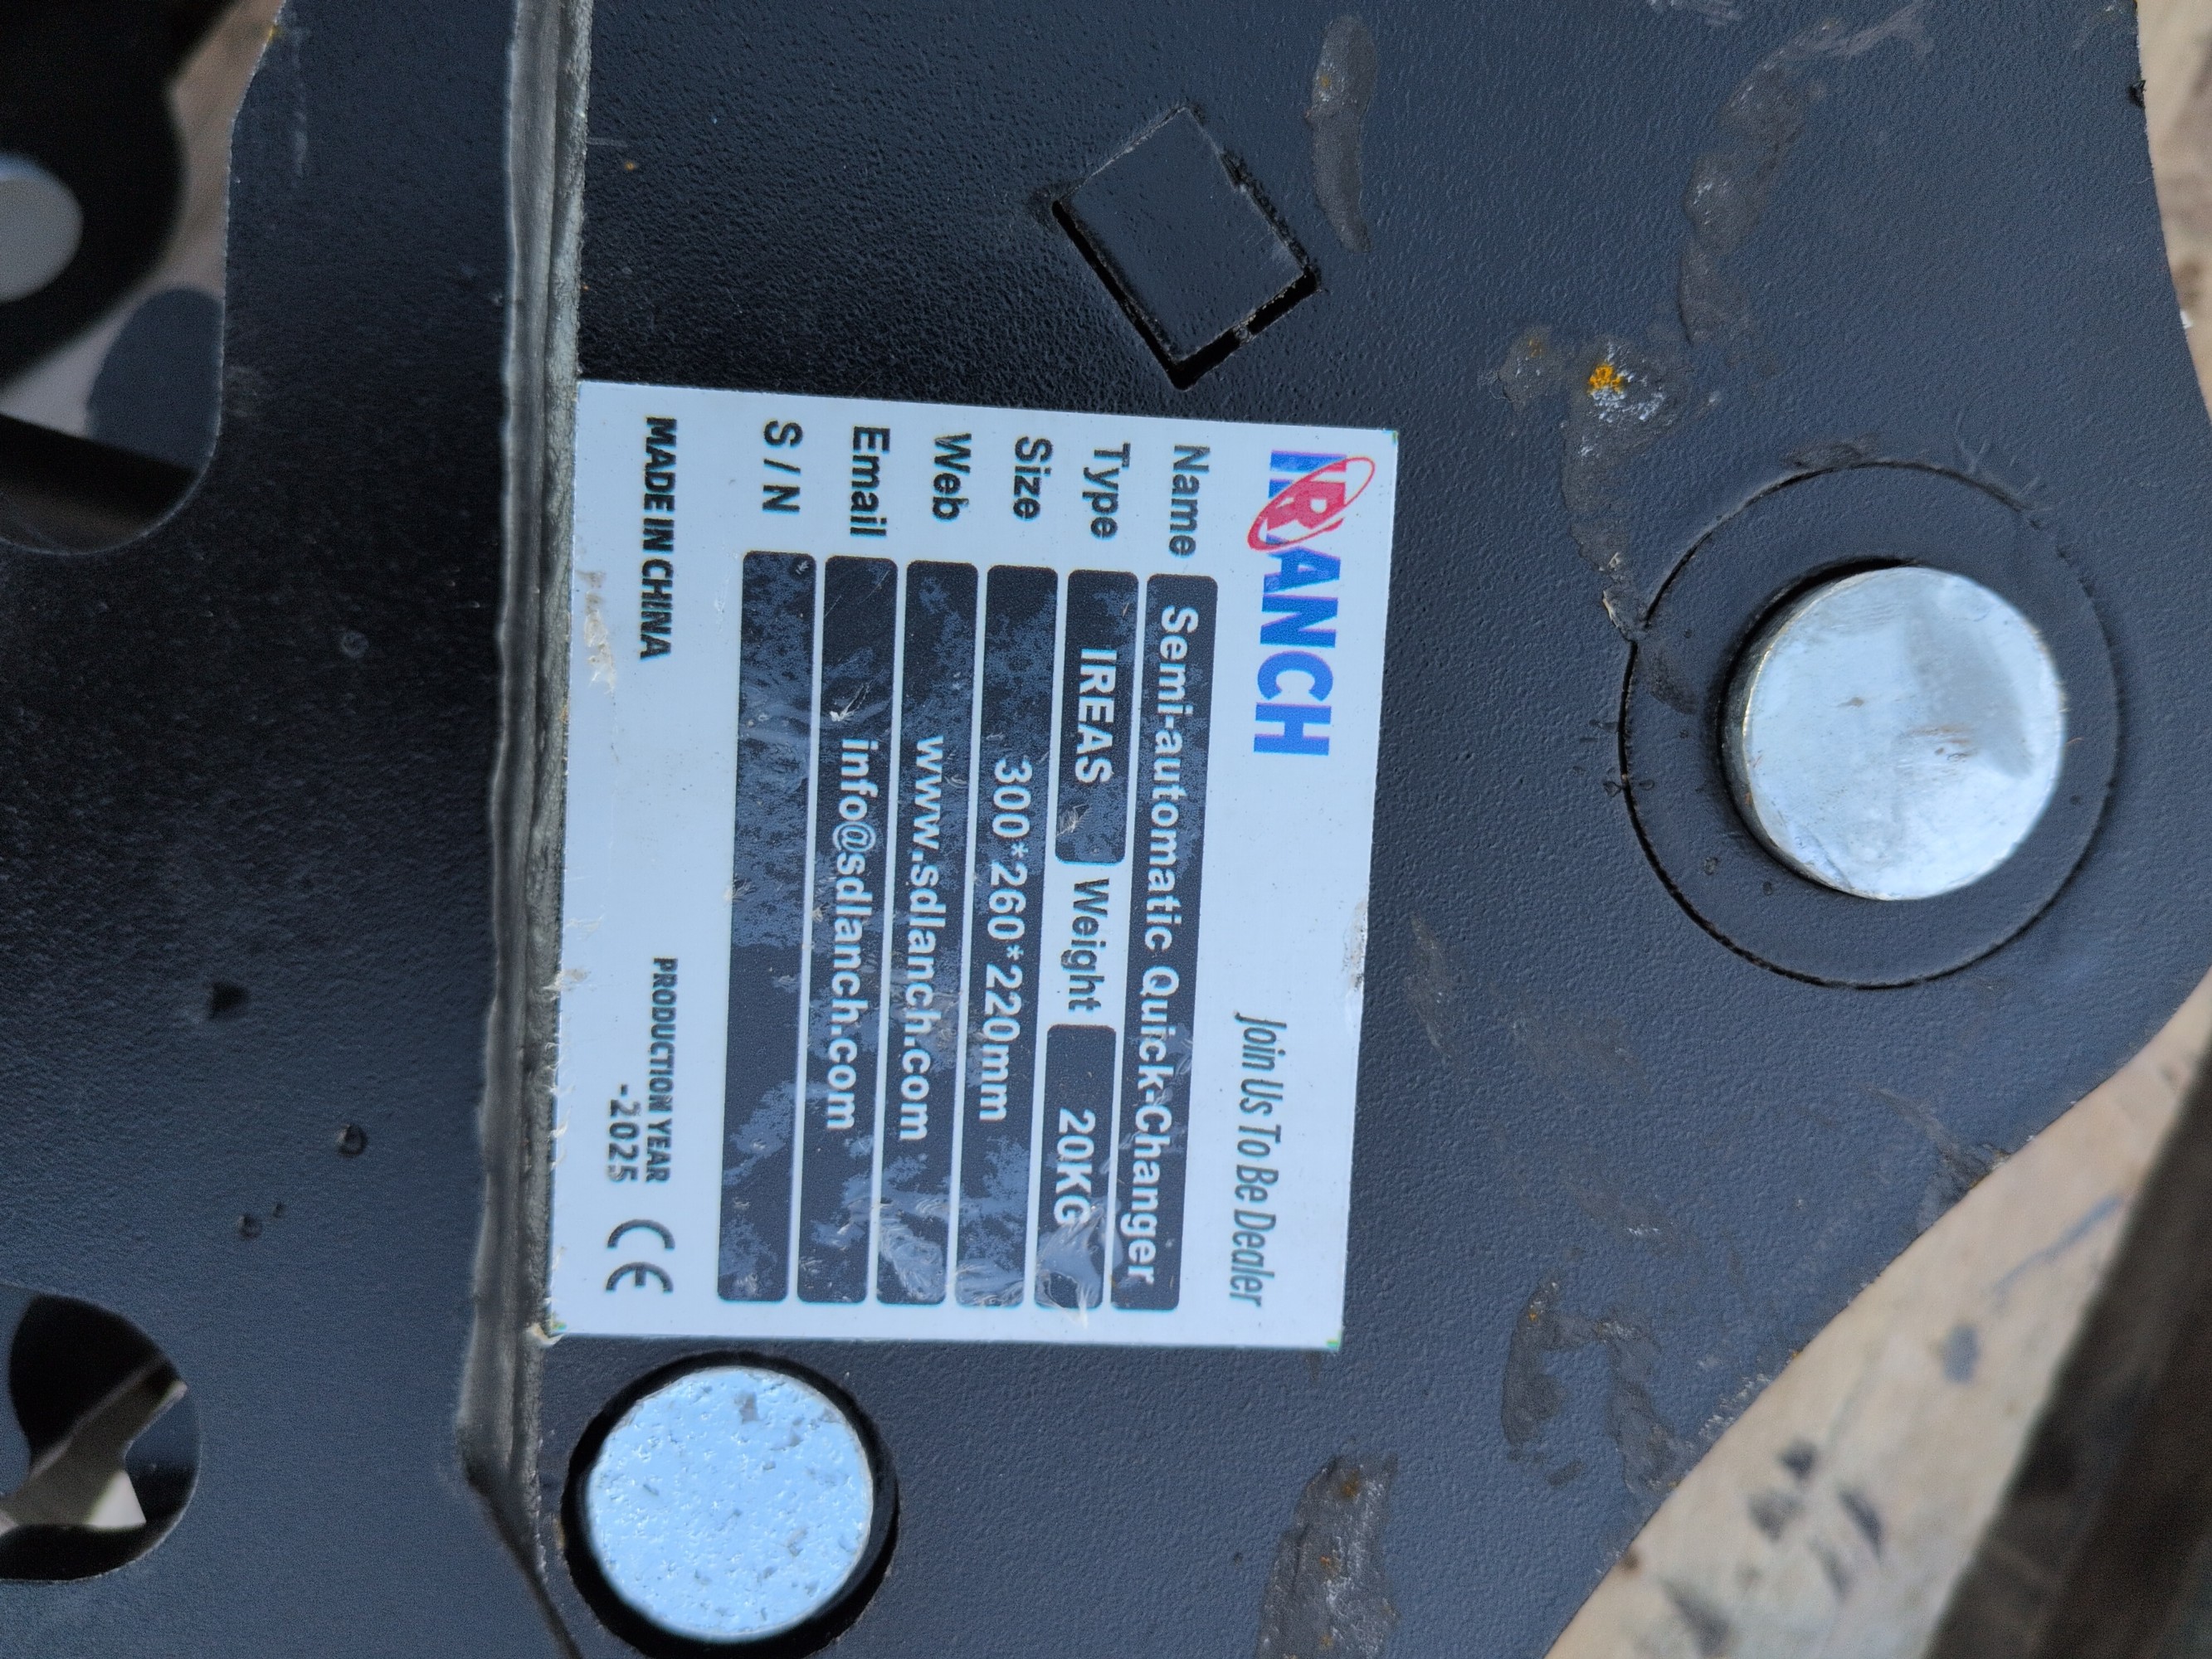 IRANCH Join Us To Be Dealer
Name Semi-automatic Quick-Changer
Type IREAS Weight 20KG
Size 300*260*220mm
Web www.sdlanch.com
Email info@sdlanch.com
S/N
MADE IN CHINA PRODUCTION YEAR
-2025 CE